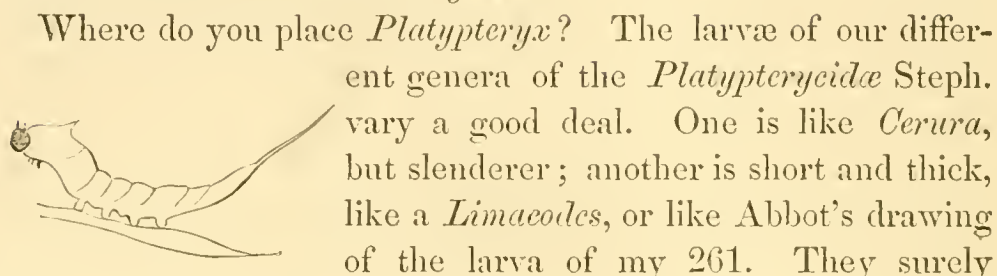 Where do you place Platypteryx? The larvæ of our differ-
ent genera of the Platypterycidæ Steph.
vary a good deal. One is like Cerura,
but slenderer; another is short and thick,
like a Limacodes, or like Abbot's drawing
of the larva of my 261. They surely